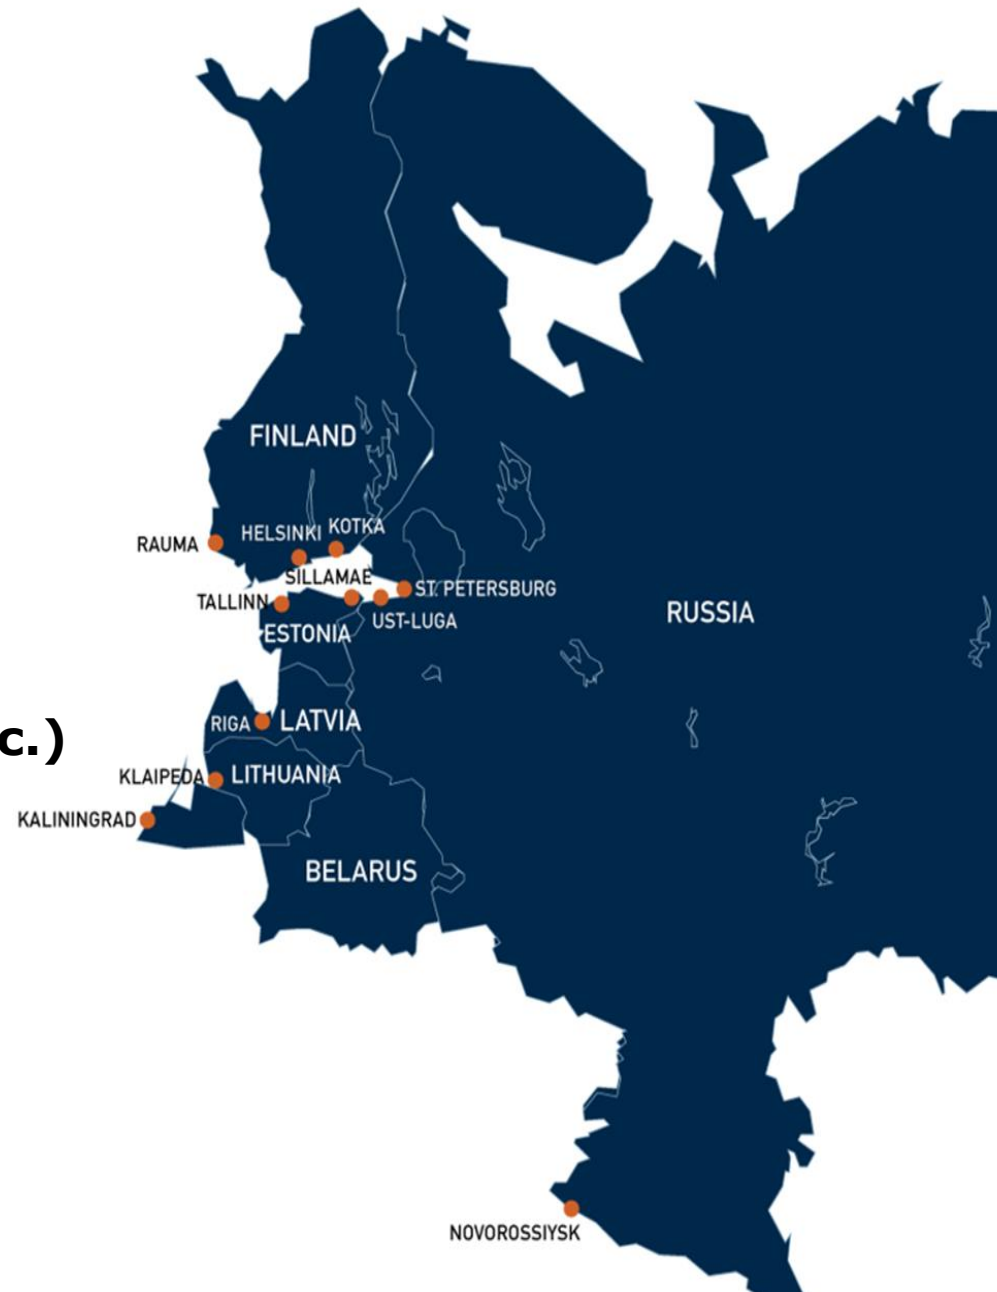 FINLAND
HELSINKI
KOTKA
RAUMA
SILLAMAE
ST. PETERSBURG
TALLINN
UST-LUGA
RUSSIA
ESTONIA
RIGA
LATVIA
c.)
KLAIPEDA
LITHUANIA
KALININGRAD
BELARUS
NOVOROSSIYSK